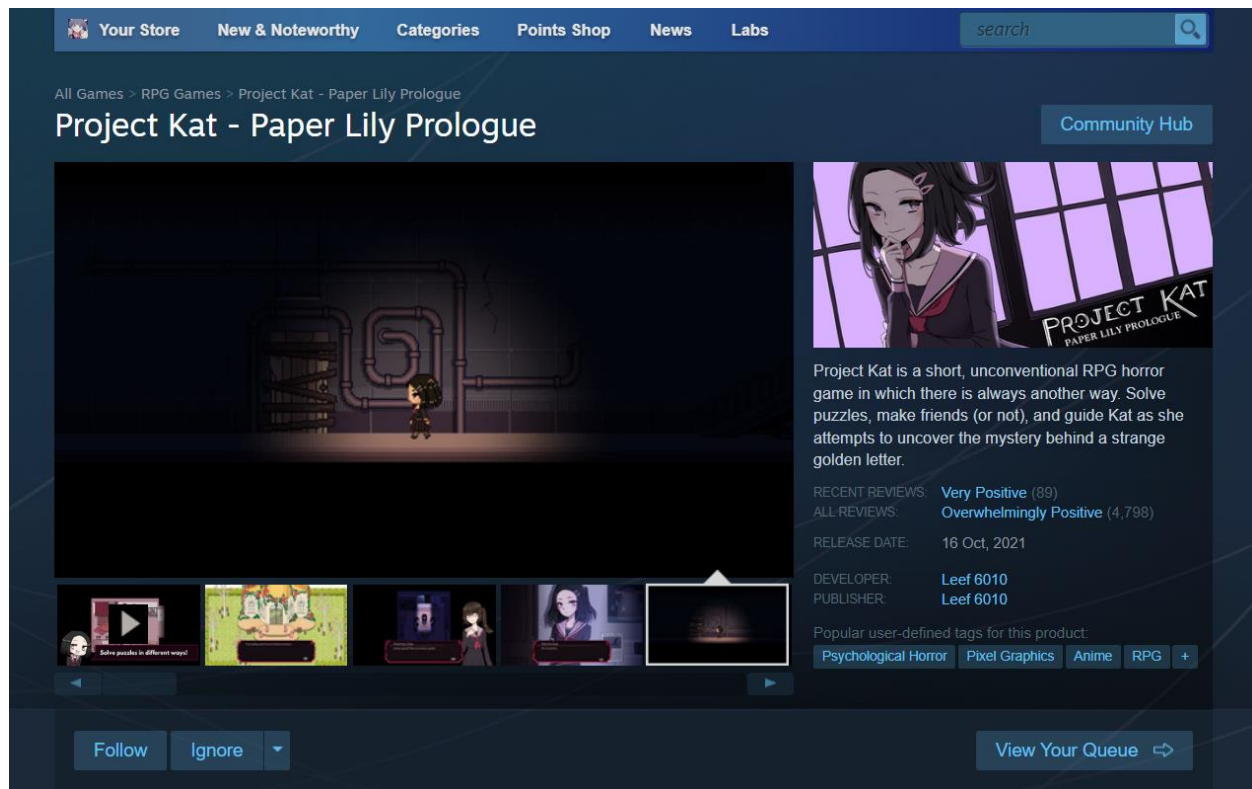 Your Store New & Noteworthy Categories Points Shop News Labs search
All Games > RPG Games > Project Kat - Paper Lily Prologue
Project Kat - Paper Lily Prologue
Community Hub
PROJECT KAT
PAPER LILY PROLOGUE
Project Kat is a short, unconventional RPG horror
game in which there is always another way. Solve
puzzles, make friends (or not), and guide Kat as she
attempts to uncover the mystery behind a strange
golden letter.
RECENT REVIEWS: Very Positive (89)
ALL REVIEWS: Overwhelmingly Positive (4,798)
RELEASE DATE: 16 Oct, 2021
DEVELOPER: Leef 6010
PUBLISHER: Leef 6010
Popular user-defined tags for this product:
Psychological Horror Pixel Graphics Anime RPG +
Solve puzzles in different ways!
Follow Ignore View Your Queue